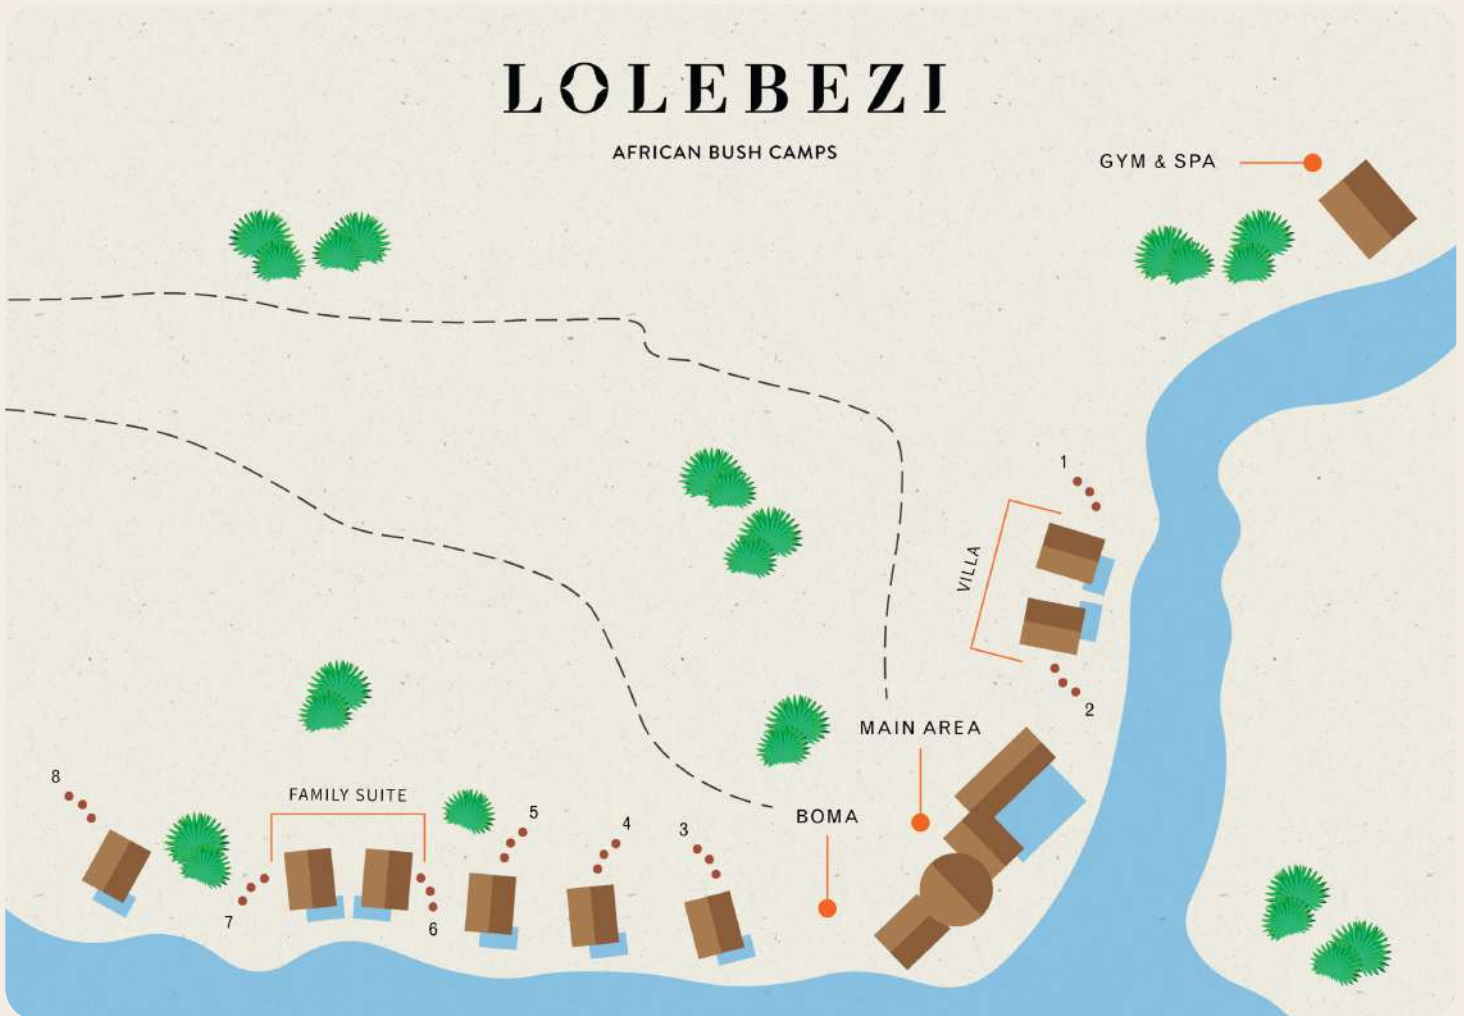 LOLEBEZI
AFRICAN BUSH CAMPS
GYM & SPA
1
VILLA
2
MAIN AREA
8
FAMILY SUITE
5
4
3
BOMA
7
6